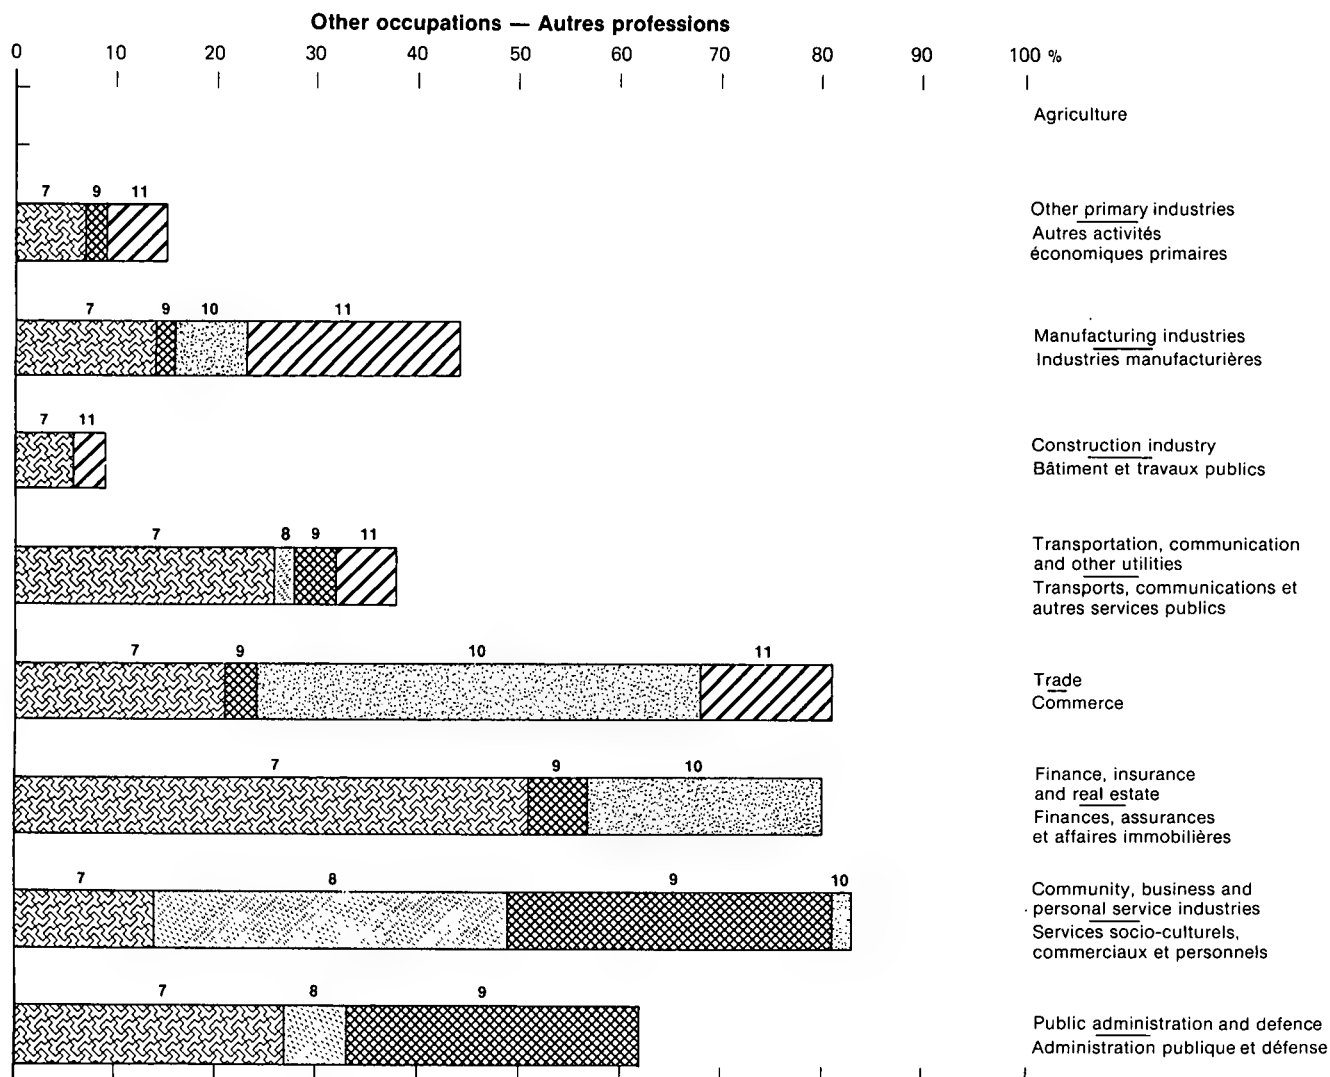 Other occupations — Autres professions
0 10 20 30 40 50 60 70 80 90 100 %
Agriculture
7 9 11
Other primary industries
Autres activités
économiques primaires
7 9 10 11
Manufacturing industries
Industries manufacturières
7 11
Construction industry
Bâtiment et travaux publics
7 8 9 11
Transportation, communication
and other utilities
Transports, communications et
autres services publics
7 9 10 11
Trade
Commerce
7 9 10
Finance, insurance
and real estate
Finances, assurances
et affaires immobilières
7 8 9 10
Community, business and
personal service industries
Services socio-culturels,
commerciaux et personnels
7 8 9
Public administration and defence
Administration publique et défense